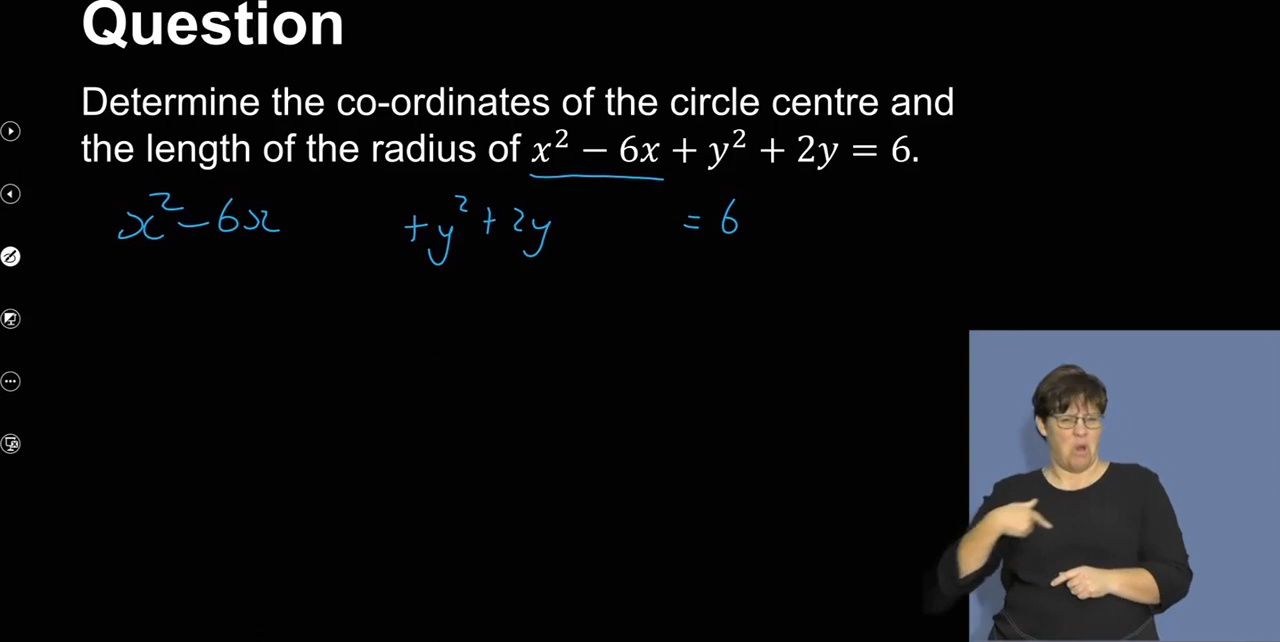 Question
Determine the co-ordinates of the circle centre and
the length of the radius of x² − 6x + y² + 2y = 6.
x² − 6x + y² + 2y = 6